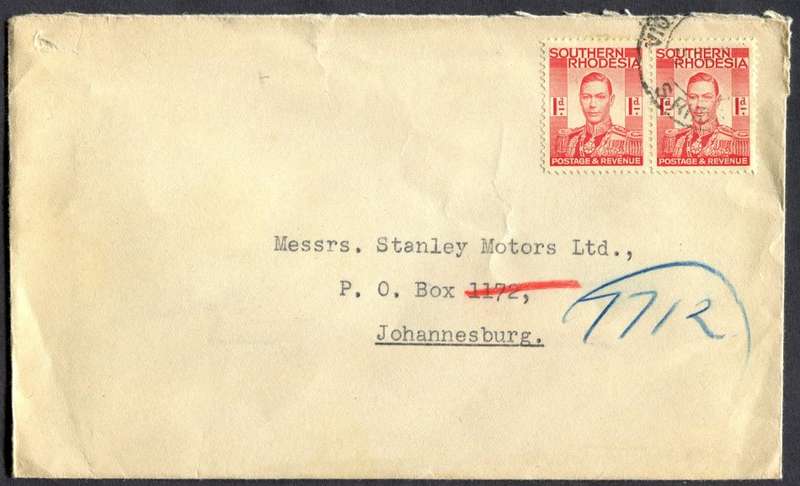 SOUTHERN
RHODESIA
1d 1d
POSTAGE & REVENUE
SOUTHERN
RHODESIA
1d 1d
POSTAGE & REVENUE
Messrs. Stanley Motors Ltd.,
P. O. Box 1172,
Johannesburg.
7712